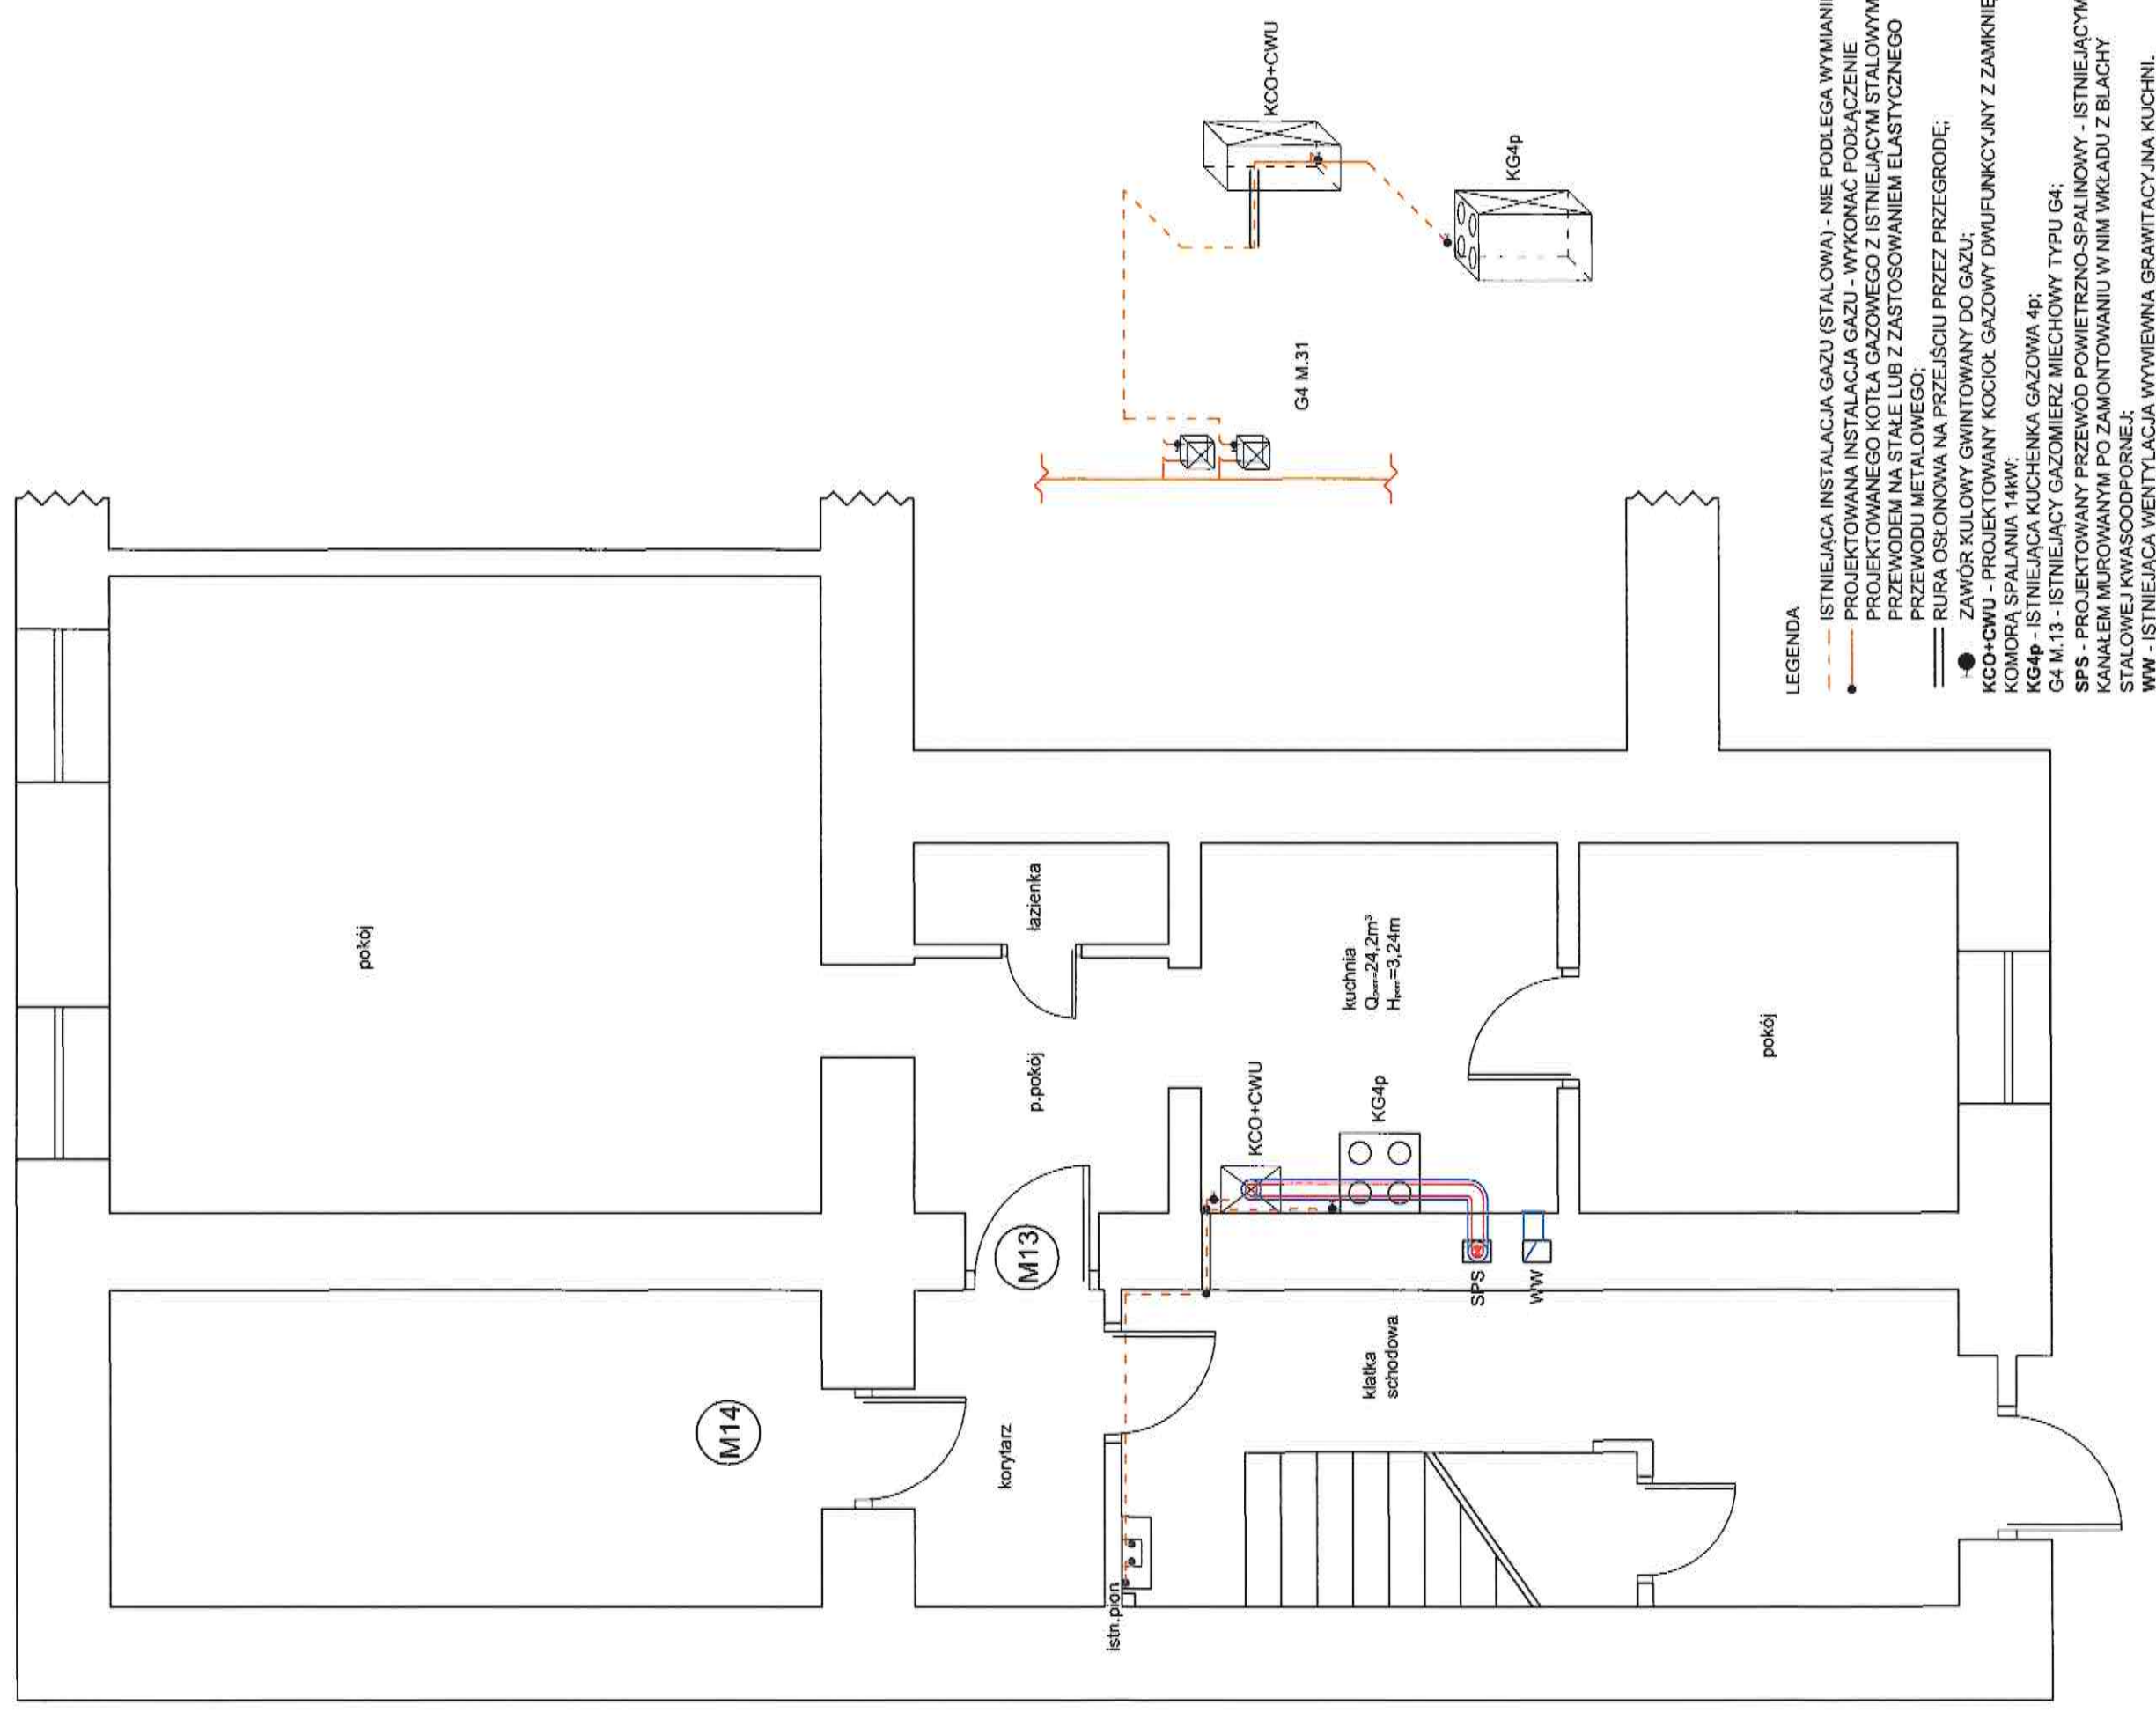 pokój
łazienka
p.pokój
kuchnia
=24,2m³
=3,24m
KCO+CWU
KG4p
pokój
M13
M14
korytarz
klatka
schodowa
SPS
WW
istn.pion
KCO+CWU
KG4p
G4 M.31
LEGENDA
ISTNIEJĄCA INSTALACJA GAZU (STALOWA) - NIE PODLEGA WYMIANI
PROJEKTOWANA INSTALACJA GAZU - WYKONAĆ PODŁĄCZENIE
PROJEKTOWANEGO KOTŁA GAZOWEGO Z ISTNIEJĄCYM STALOWYM
PRZEWODEM NA STAŁE LUB Z ZASTOSOWANIEM ELASTYCZNEGO
PRZEWODU METALOWEGO;
RURA OSŁONOWA NA PRZEJŚCIU PRZEZ PRZEGRODĘ;
ZAWÓR KULOWY GWINTOWANY DO GAZU;
KCO+CWU - PROJEKTOWANY KOCIOŁ GAZOWY DWUFUNKCYJNY Z ZAMKNIĘ
KOMORĄ SPALANIA 14kW;
KG4p - ISTNIEJĄCA KUCHENKA GAZOWA 4p;
G4 M.13 - ISTNIEJĄCY GAZOMIERZ MIECHOWY TYPU G4;
SPS - PROJEKTOWANY PRZEWÓD POWIETRZNO-SPALINOWY - ISTNIEJĄCYM
KANAŁEM MUROWANYM PO ZAMONTOWANIU W NIM WKŁADU Z BLACHY
STALOWEJ KWASOODPORNEJ;
WW - ISTNIEJĄCA WENTYLACJA WYWIEWNA GRAWITACYJNA KUCHNI.